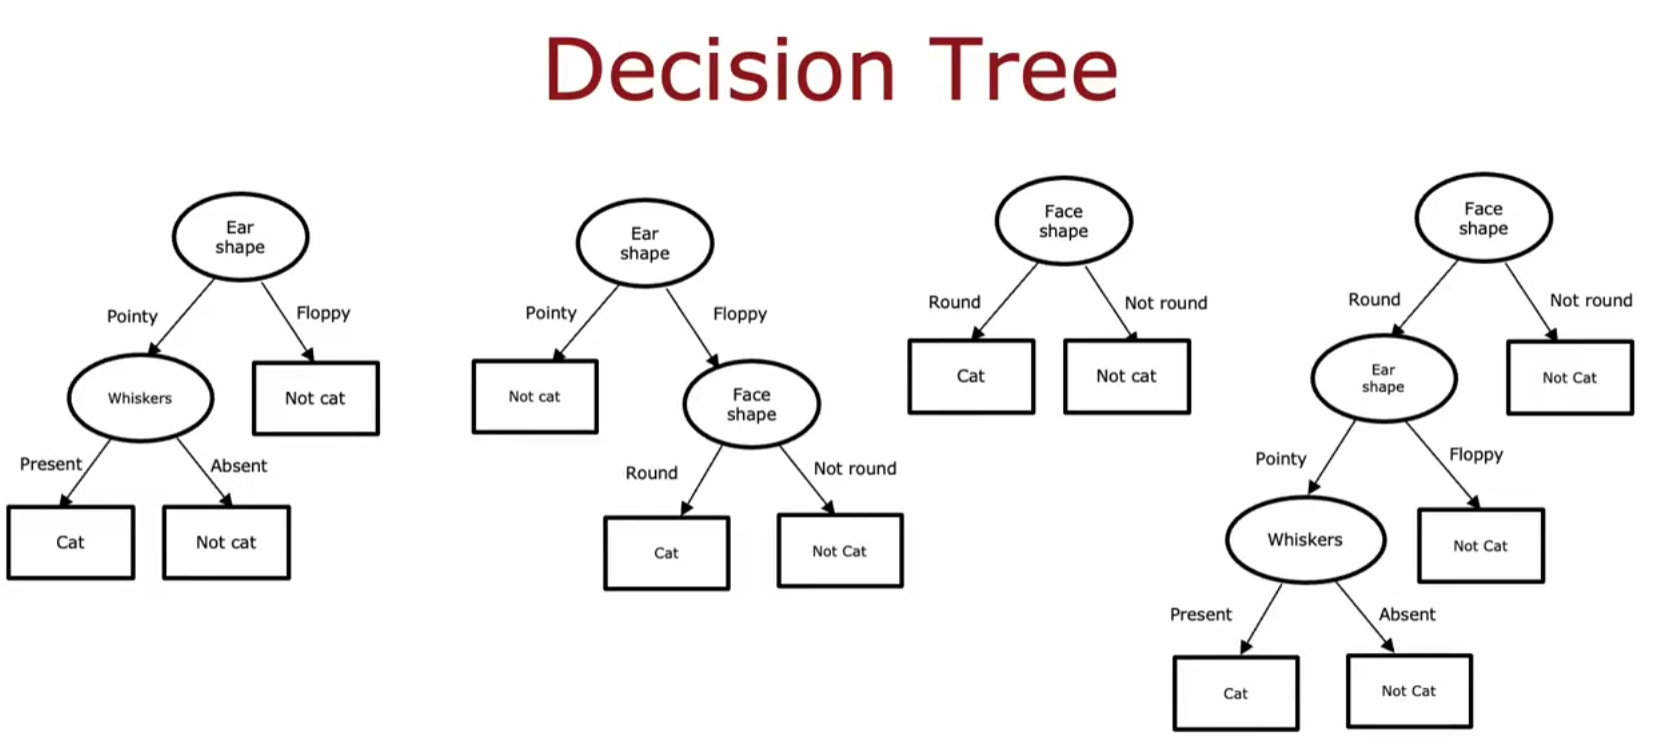 Decision Tree
Ear
shape
Pointy
Floppy
Whiskers
Not cat
Present
Absent
Cat
Not cat
Ear
shape
Pointy
Floppy
Not cat
Face
shape
Round
Not round
Cat
Not Cat
Face
shape
Round
Not round
Cat
Not cat
Face
shape
Round
Not round
Ear
shape
Not Cat
Pointy
Floppy
Whiskers
Not Cat
Present
Absent
Cat
Not Cat